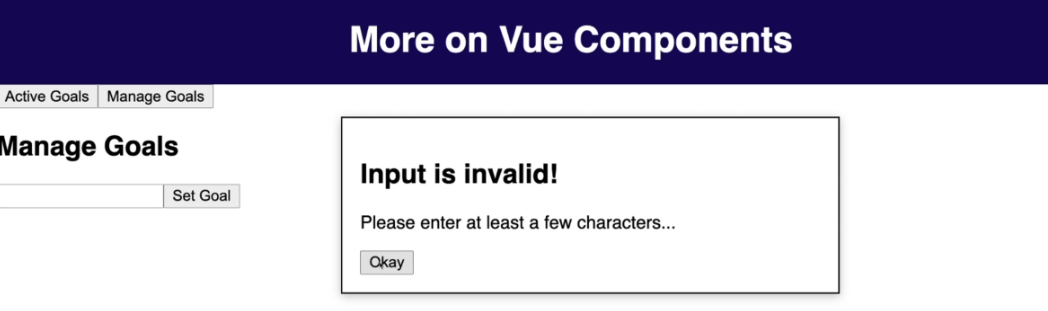 More on Vue Components
Active Goals Manage Goals
Manage Goals
Set Goal
Input is invalid!
Please enter at least a few characters...
Okay